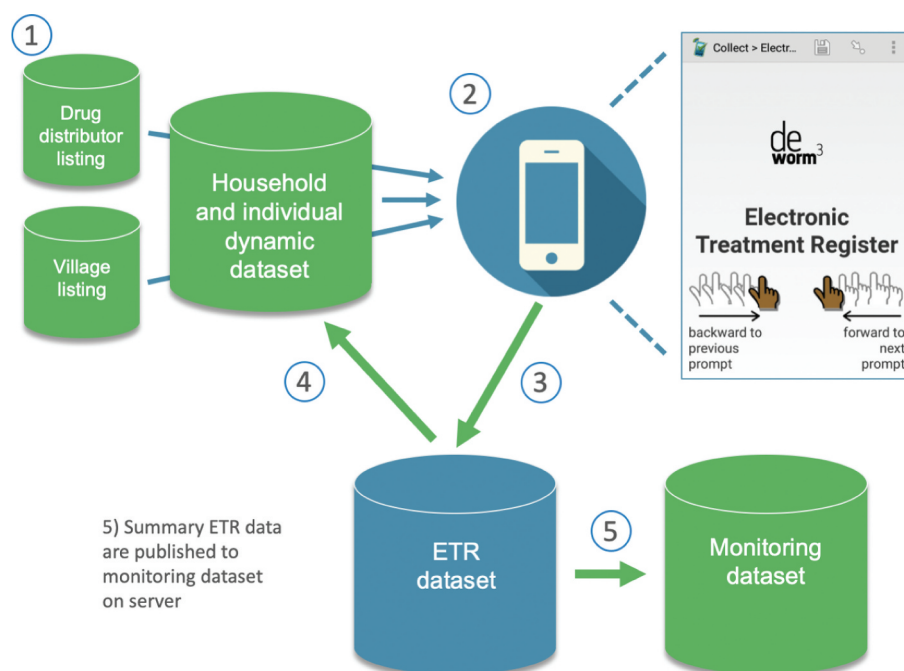 1
Drug
distributor
listing
Village
listing
Household
and individual
dynamic
dataset
2
Collect > Electr...
de
worm3
Electronic
Treatment Register
backward to
previous
prompt
forward to
next
prompt
4
3
5) Summary ETR data
are published to
monitoring dataset
on server
ETR
dataset
5
Monitoring
dataset